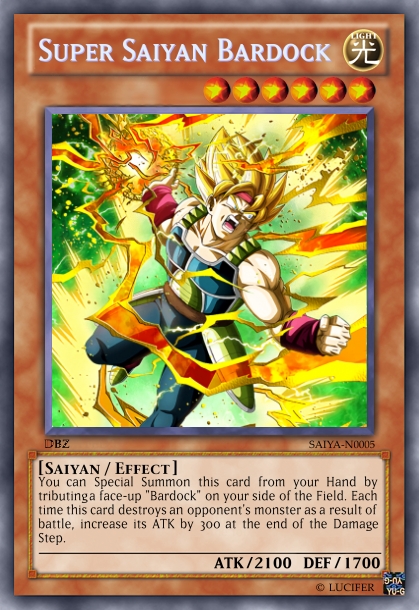 SUPER SAIYAN BARDOCK
LIGHT
光
DBZ
SAIYA-N0005
[SAIYAN / EFFECT]
You can Special Summon this card from your Hand by
tributing a face-up "Bardock" on your side of the Field. Each
time this card destroys an opponent's monster as a result of
battle, increase its ATK by 300 at the end of the Damage
Step.
ATK/2100 DEF/1700
© LUCIFER